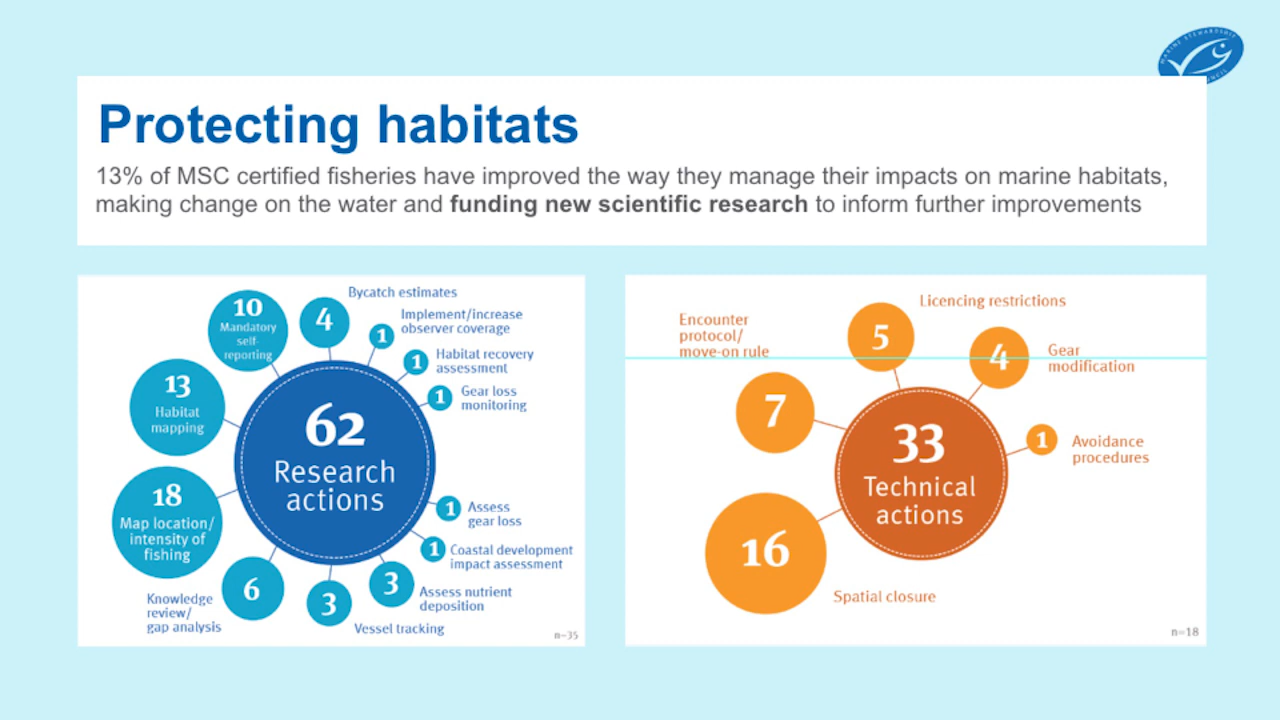 MARINE STEWARDSHIP
Protecting habitats
13% of MSC certified fisheries have improved the way they manage their impacts on marine habitats,
making change on the water and funding new scientific research to inform further improvements
10
Mandatory
self-
reporting
4
Bycatch estimates
1
Implement/increase
observer coverage
1
Habitat recovery
assessment
1
Gear loss
monitoring
13
Habitat
mapping
62
Research
actions
18
Map location/
intensity of
fishing
1
Assess
gear loss
1
Coastal development
impact assessment
6
Knowledge
review/
gap analysis
3
Vessel tracking
3
Assess nutrient
deposition
n=35
Encounter
protocol/
move-on rule
7
5
Licencing restrictions
4
Gear
modification
33
Technical
actions
1
Avoidance
procedures
16
Spatial closure
n=18